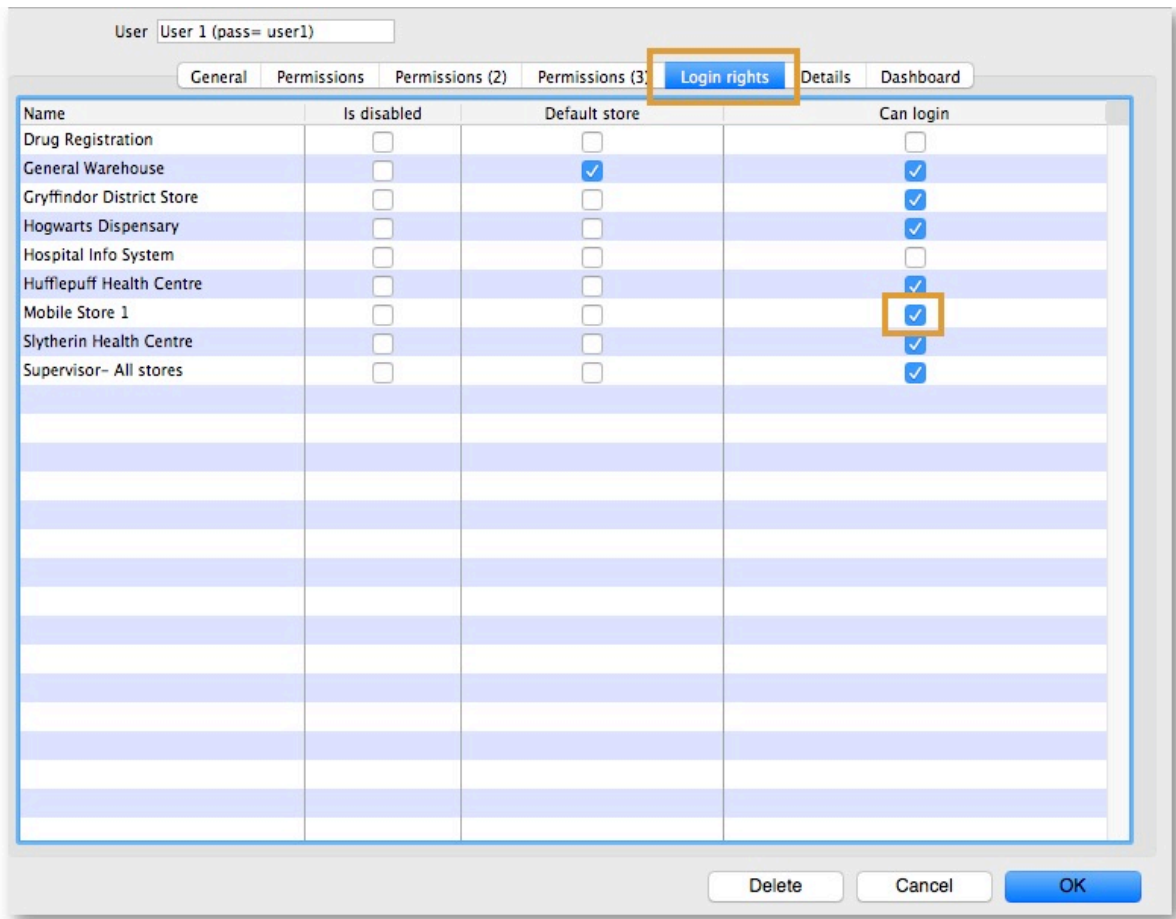 User User 1 (pass= user1)
General Permissions Permissions (2) Permissions (3) Login rights Details Dashboard
Name Is disabled Default store Can login
Drug Registration
General Warehouse
Gryffindor District Store
Hogwarts Dispensary
Hospital Info System
Hufflepuff Health Centre
Mobile Store 1
Slytherin Health Centre
Supervisor- All stores
Delete Cancel OK